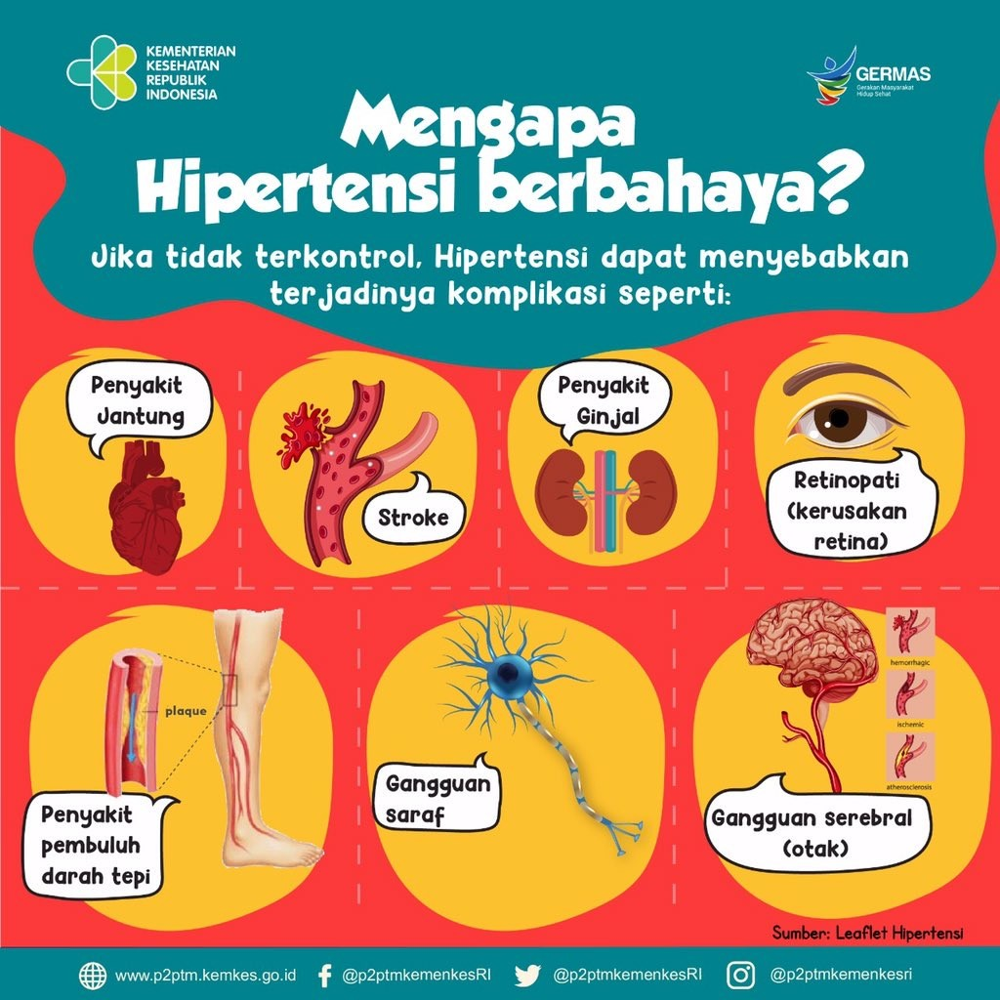 KEMENTERIAN
KESEHATAN
REPUBLIK
INDONESIA
GERMAS
Gerakan Masyarakat
Hidup Sehat
Mengapa
Hipertensi berbahaya?
Jika tidak terkontrol, Hipertensi dapat menyebabkan
terjadinya komplikasi seperti:
Penyakit
Jantung
Stroke
Penyakit
Ginjal
Retinopati
(kerusakan
retina)
plaque
Penyakit
pembuluh
darah tepi
Gangguan
saraf
hemorrhagic
ischemic
atherosclerosis
Gangguan serebral
(otak)
Sumber: Leaflet Hipertensi
www.p2ptm.kemkes.go.id
@p2ptmkemenkesRI
@p2ptmkemenkesRI
@p2ptmkemenkesri